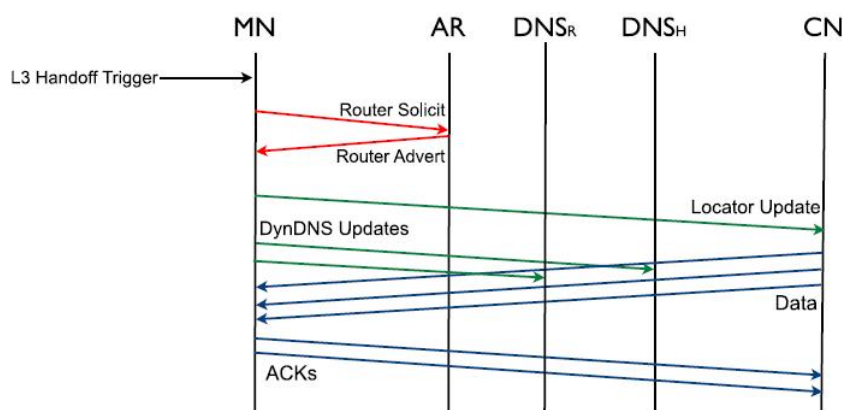 MN AR DNSR DNSH CN
L3 Handoff Trigger
Router Solicit
Router Advert
Locator Update
DynDNS Updates
Data
ACKs